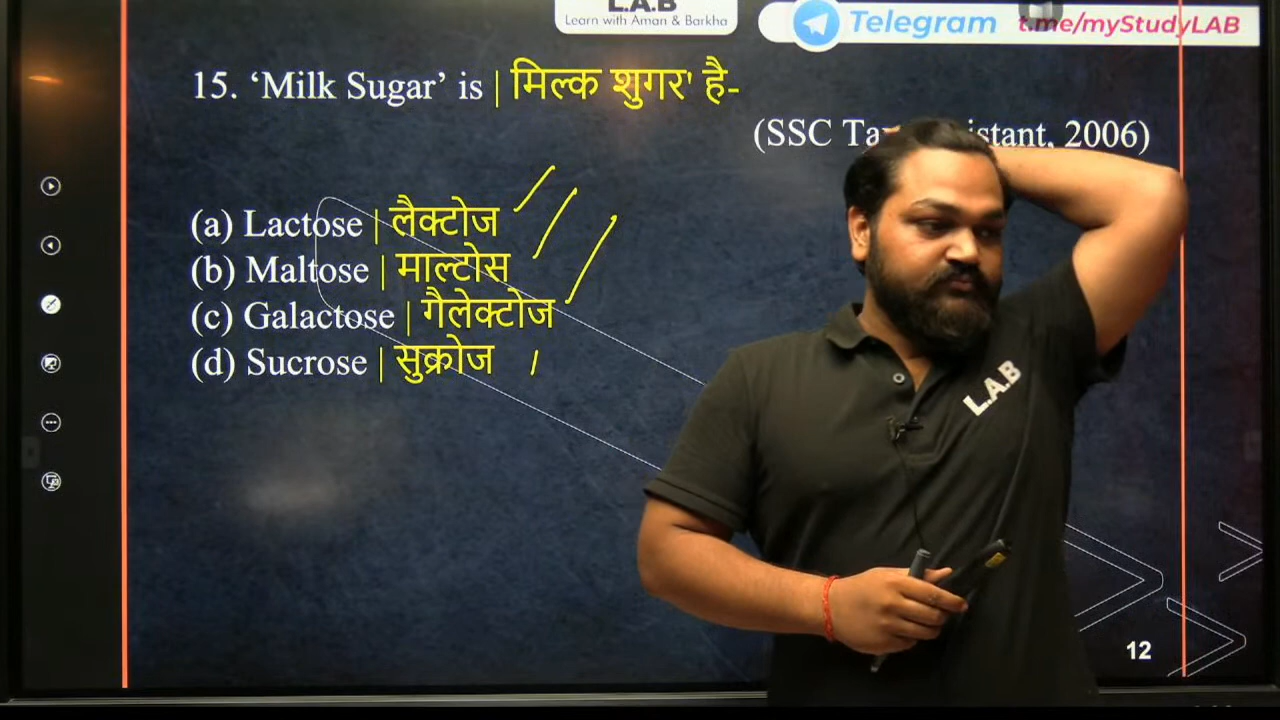 L.A.B
Learn with Aman & Barkha
Telegram t.me/myStudyLAB
15. ‘Milk Sugar’ is | मिल्क शुगर' है-
(SSC Ta istant, 2006)
(a) Lactose | लैक्टोज
(b) Maltose | माल्टोस
(c) Galactose | गैलेक्टोज
(d) Sucrose | सुक्रोज
L.A.B
12